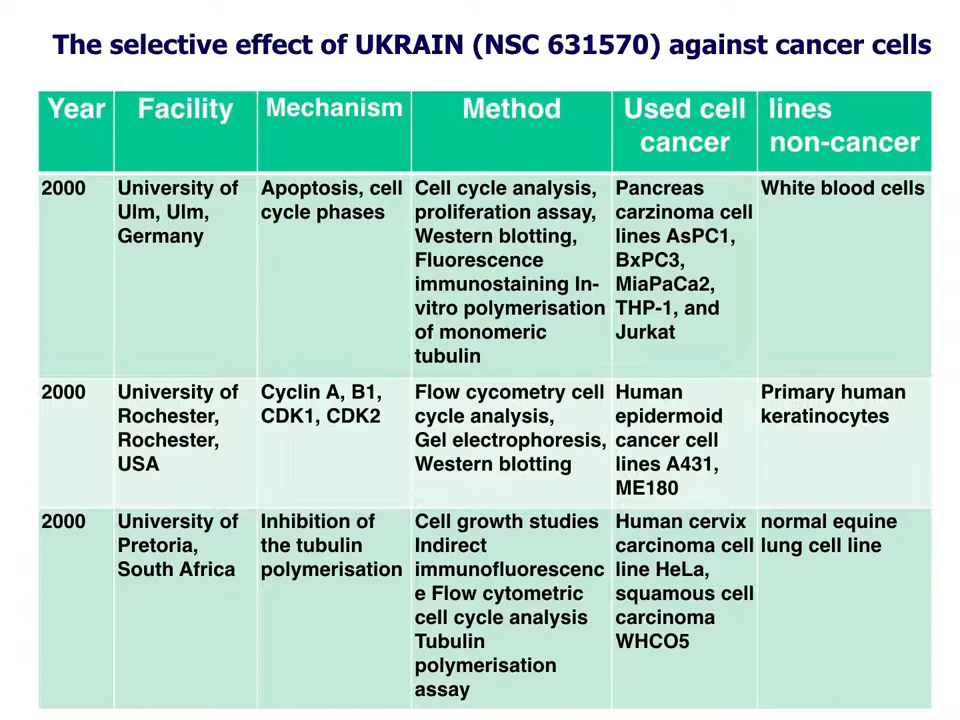 The selective effect of UKRAIN (NSC 631570) against cancer cells
Year
Facility
Mechanism
Method
Used cell
cancer
lines
non-cancer
2000
University of
Ulm, Ulm,
Germany
Apoptosis, cell
cycle phases
Cell cycle analysis,
proliferation assay,
Western blotting,
Fluorescence
immunostaining In-
vitro polymerisation
of monomeric
tubulin
Pancreas
carzinoma cell
lines AsPC1,
BxPC3,
MiaPaCa2,
THP-1, and
Jurkat
White blood cells
2000
University of
Rochester,
Rochester,
USA
Cyclin A, B1,
CDK1, CDK2
Flow cycometry cell
cycle analysis,
Gel electrophoresis,
Western blotting
Human
epidermoid
cancer cell
lines A431,
ME180
Primary human
keratinocytes
2000
University of
Pretoria,
South Africa
Inhibition of
the tubulin
polymerisation
Cell growth studies
Indirect
immunofluorescenc
e Flow cytometric
cell cycle analysis
Tubulin
polymerisation
assay
Human cervix
carcinoma cell
line HeLa,
squamous cell
carcinoma
WHCO5
normal equine
lung cell line